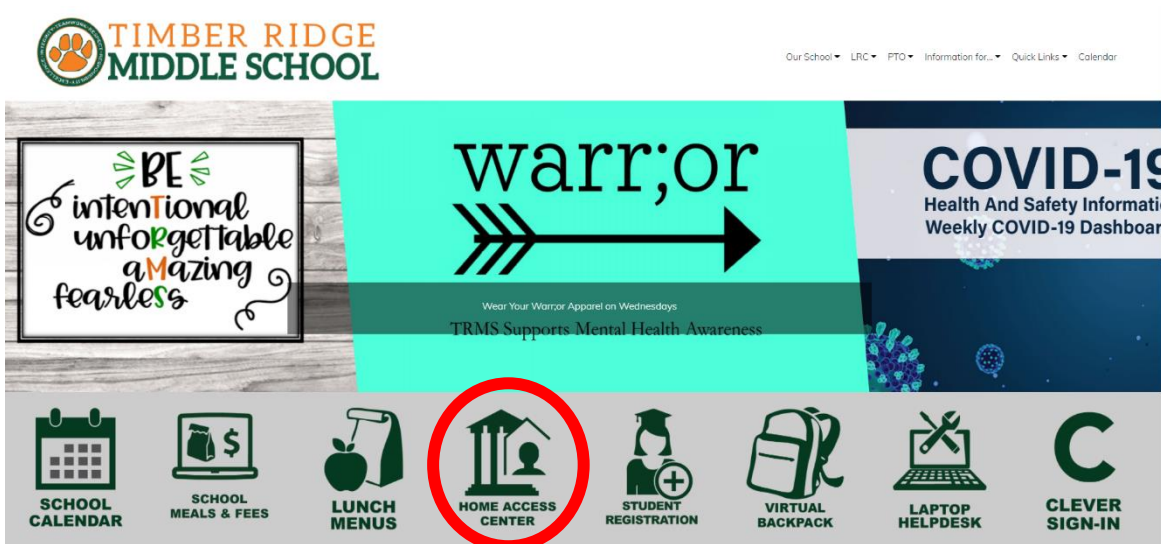 TIMBER RIDGE
MIDDLE SCHOOL
Our School LRC PTO Information for... Quick Links Calendar
BE
intenTional
unfoRgettable
aMazing
fearleSs
warr;or
Wear Your Warr;or Apparel on Wednesdays
TRMS Supports Mental Health Awareness
COVID-19
Health And Safety Informati
Weekly COVID-19 Dashboar
SCHOOL
CALENDAR
SCHOOL
MEALS & FEES
LUNCH
MENUS
HOME ACCESS
CENTER
STUDENT
REGISTRATION
VIRTUAL
BACKPACK
LAPTOP
HELPDESK
CLEVER
SIGN-IN